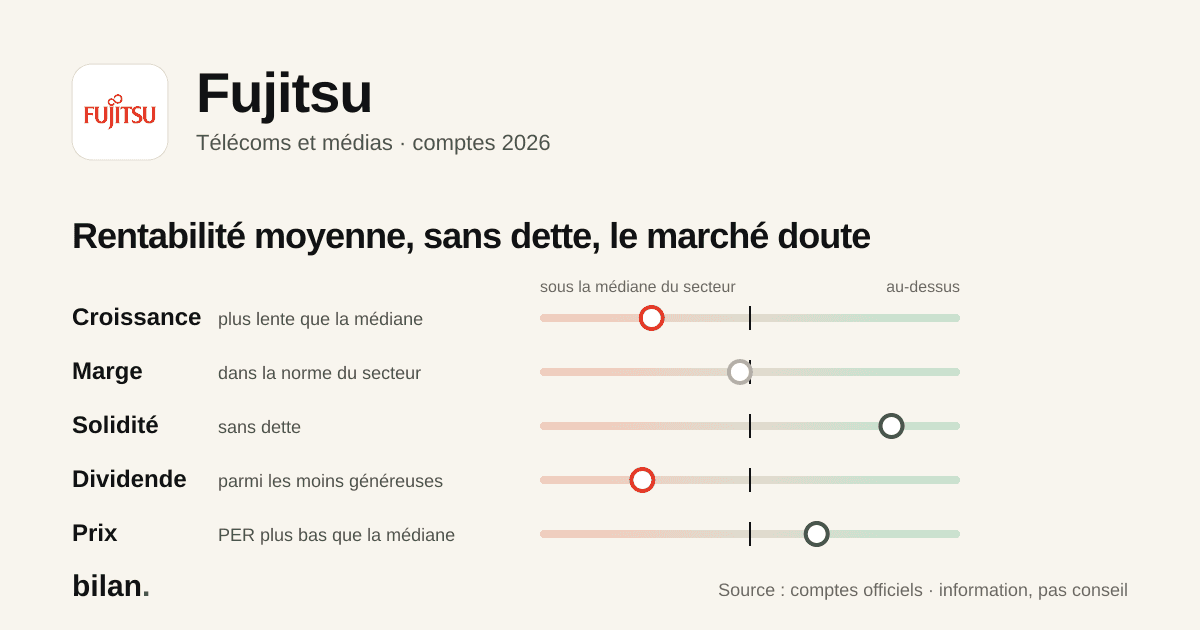 FUJITSU
Fujitsu
Télécoms et médias · comptes 2026
Rentabilité moyenne, sans dette, le marché doute
sous la médiane du secteur au-dessus
Croissance plus lente que la médiane
Marge dans la norme du secteur
Solidité sans dette
Dividende parmi les moins généreuses
Prix PER plus bas que la médiane
bilan.
Source : comptes officiels · information, pas conseil